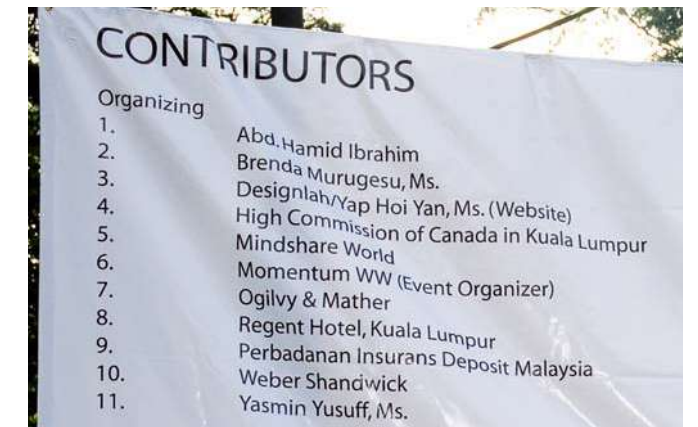 CONTRIBUTORS
Organizing
1. Abd. Hamid Ibrahim
2. Brenda Murugesu, Ms.
3. Designlah/Yap Hoi Yan, Ms. (Website)
4. High Commission of Canada in Kuala Lumpur
5. Mindshare World
6. Momentum WW (Event Organizer)
7. Ogilvy & Mather
8. Regent Hotel, Kuala Lumpur
9. Perbadanan Insurans Deposit Malaysia
10. Weber Shandwick
11. Yasmin Yusuff, Ms.